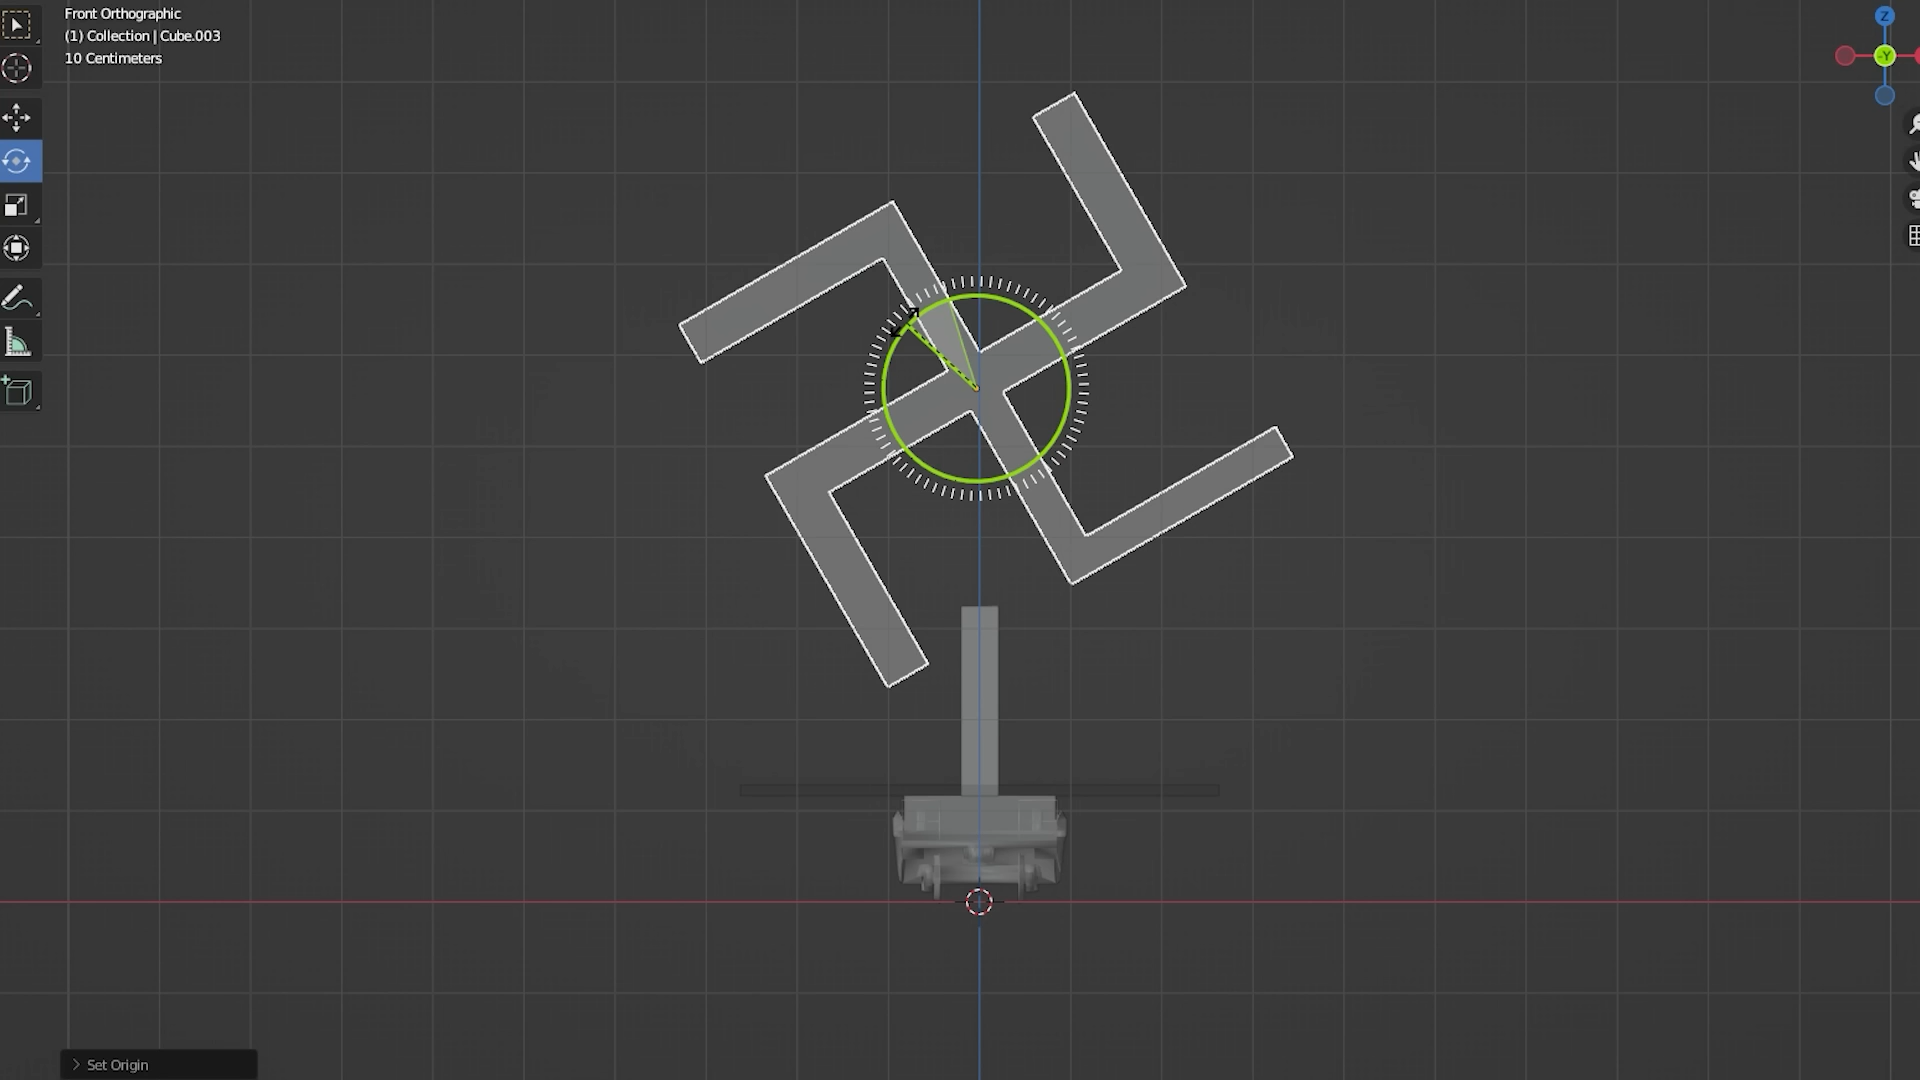 Front Orthographic
(1) Collection | Cube.003
10 Centimeters
Z
Y
Set Origin